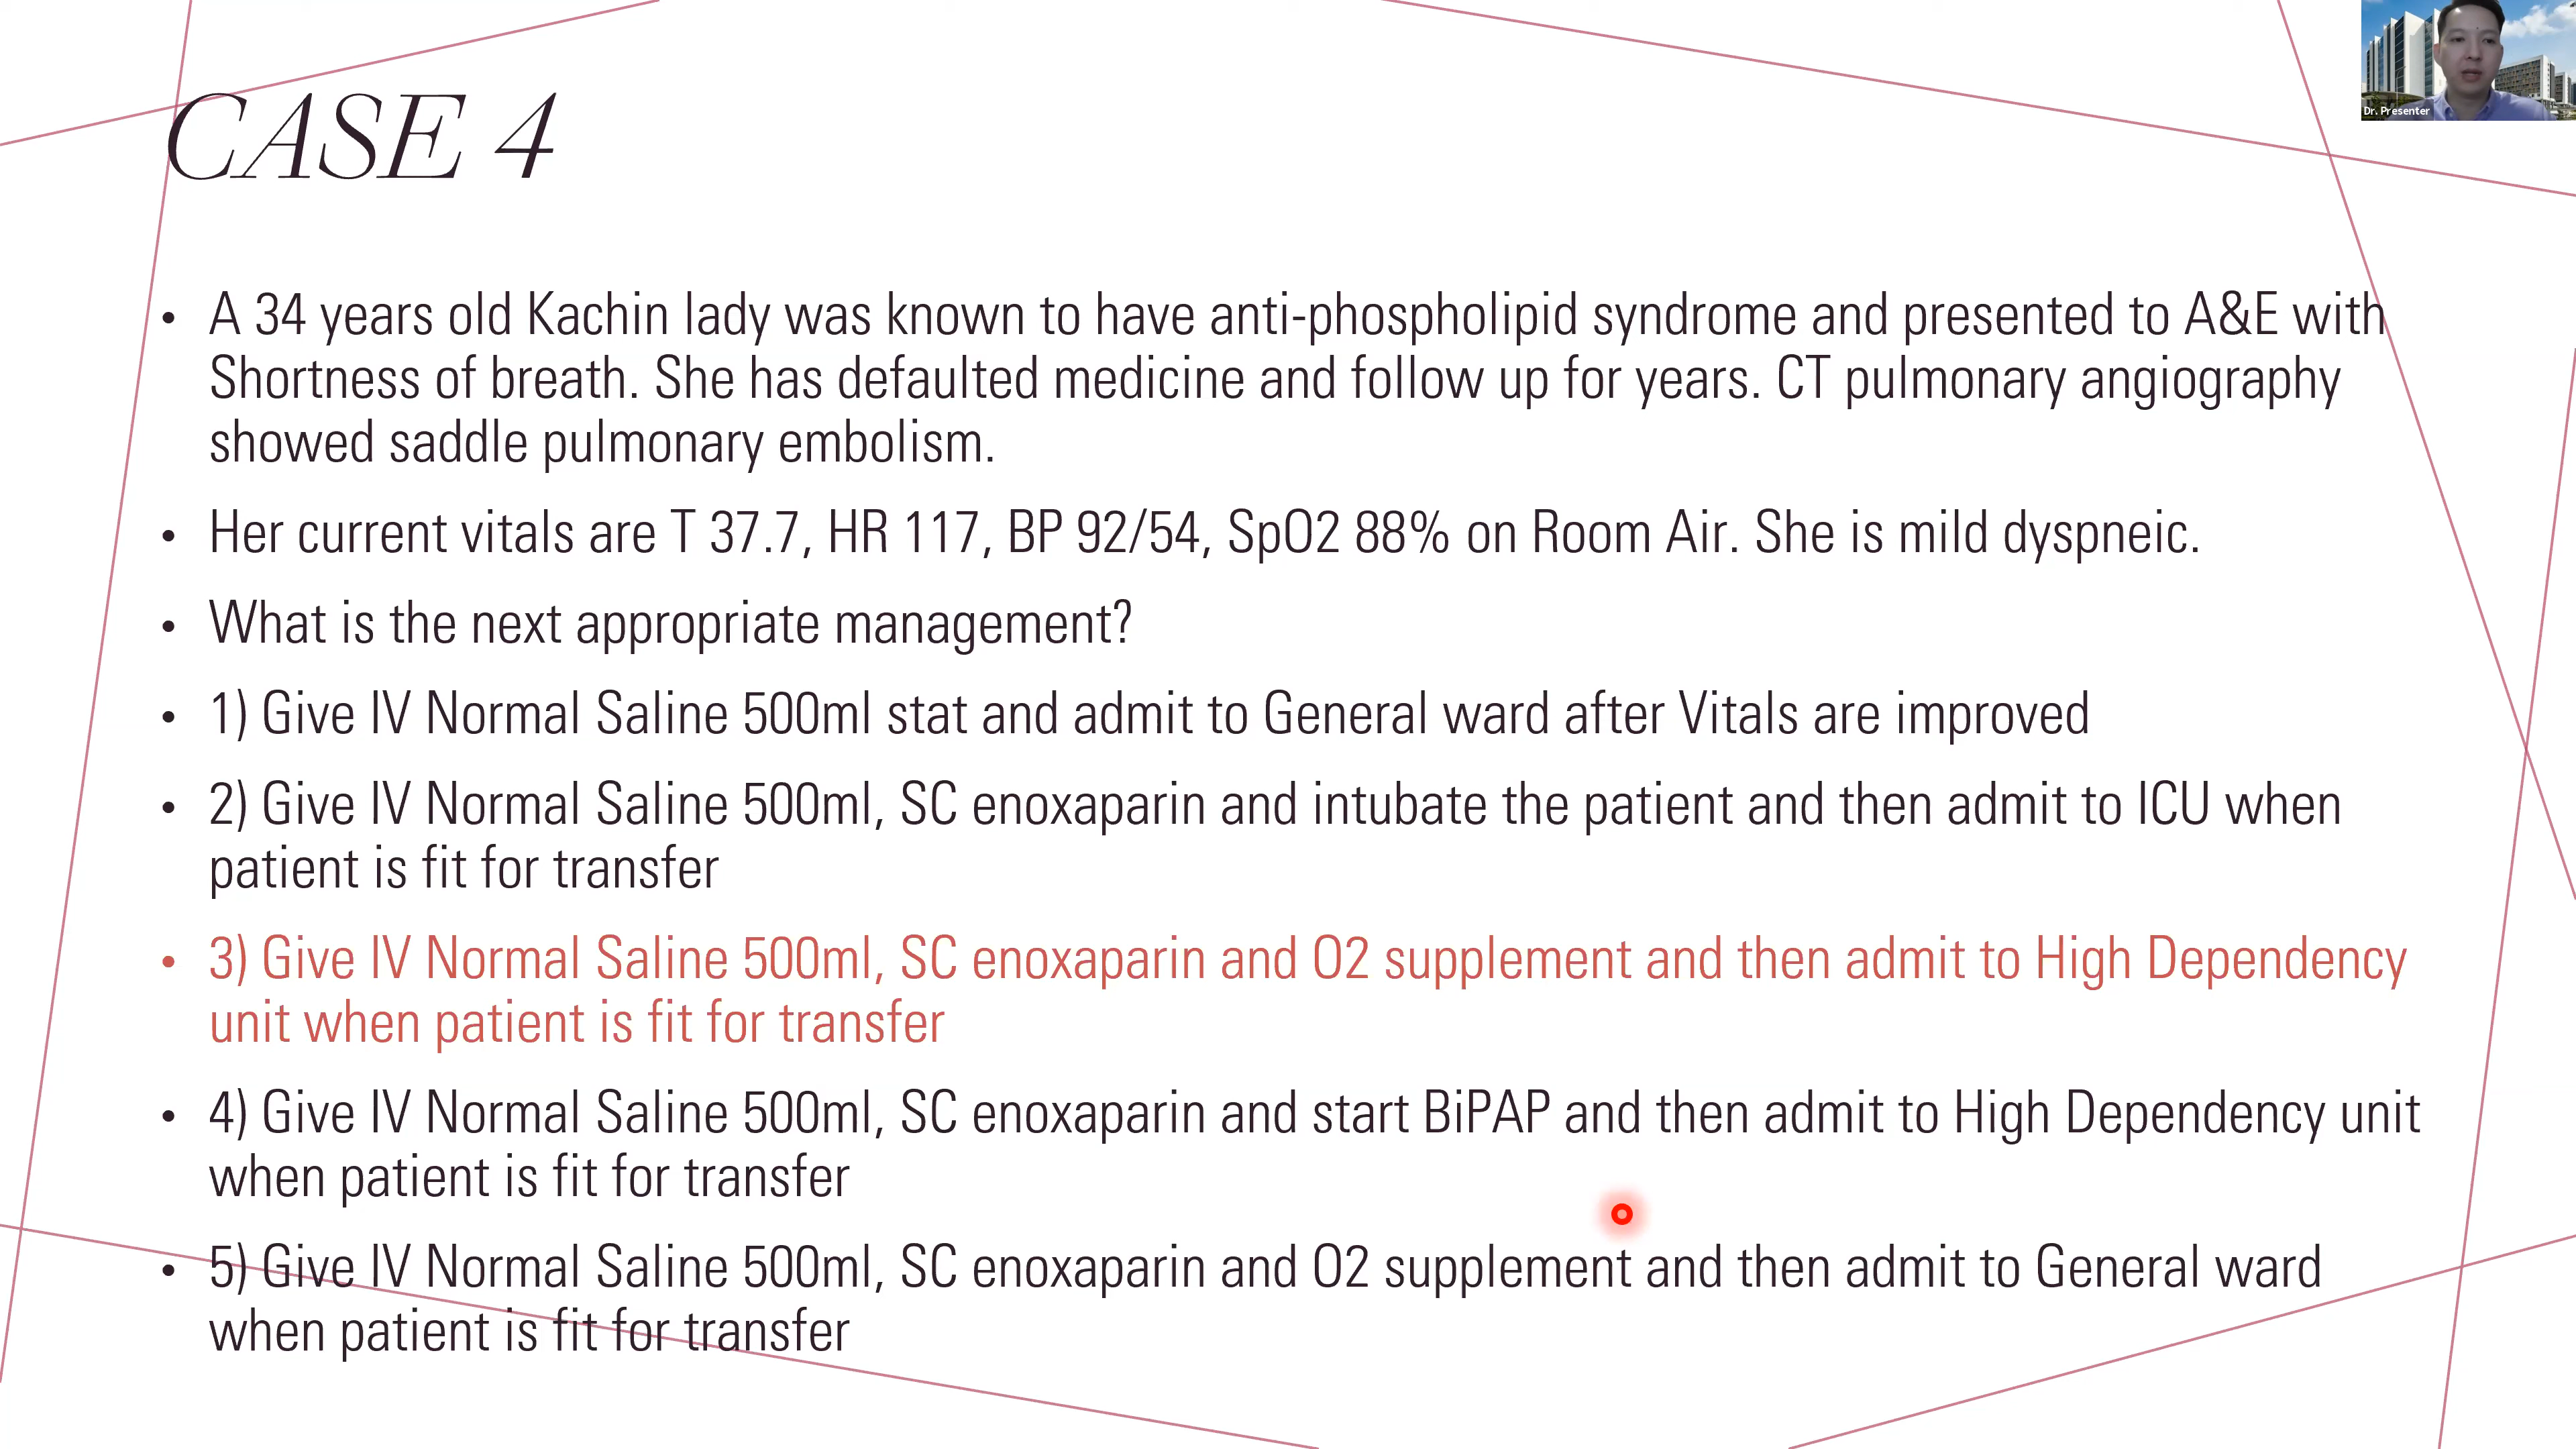 Dr. Presenter
CASE 4
• A 34 years old Kachin lady was known to have anti-phospholipid syndrome and presented to A&E with
Shortness of breath. She has defaulted medicine and follow up for years. CT pulmonary angiography
showed saddle pulmonary embolism.
• Her current vitals are T 37.7, HR 117, BP 92/54, SpO2 88% on Room Air. She is mild dyspneic.
• What is the next appropriate management?
• 1) Give IV Normal Saline 500ml stat and admit to General ward after Vitals are improved
• 2) Give IV Normal Saline 500ml, SC enoxaparin and intubate the patient and then admit to ICU when
patient is fit for transfer
• 3) Give IV Normal Saline 500ml, SC enoxaparin and O2 supplement and then admit to High Dependency
unit when patient is fit for transfer
• 4) Give IV Normal Saline 500ml, SC enoxaparin and start BiPAP and then admit to High Dependency unit
when patient is fit for transfer
• 5) Give IV Normal Saline 500ml, SC enoxaparin and O2 supplement and then admit to General ward
when patient is fit for transfer